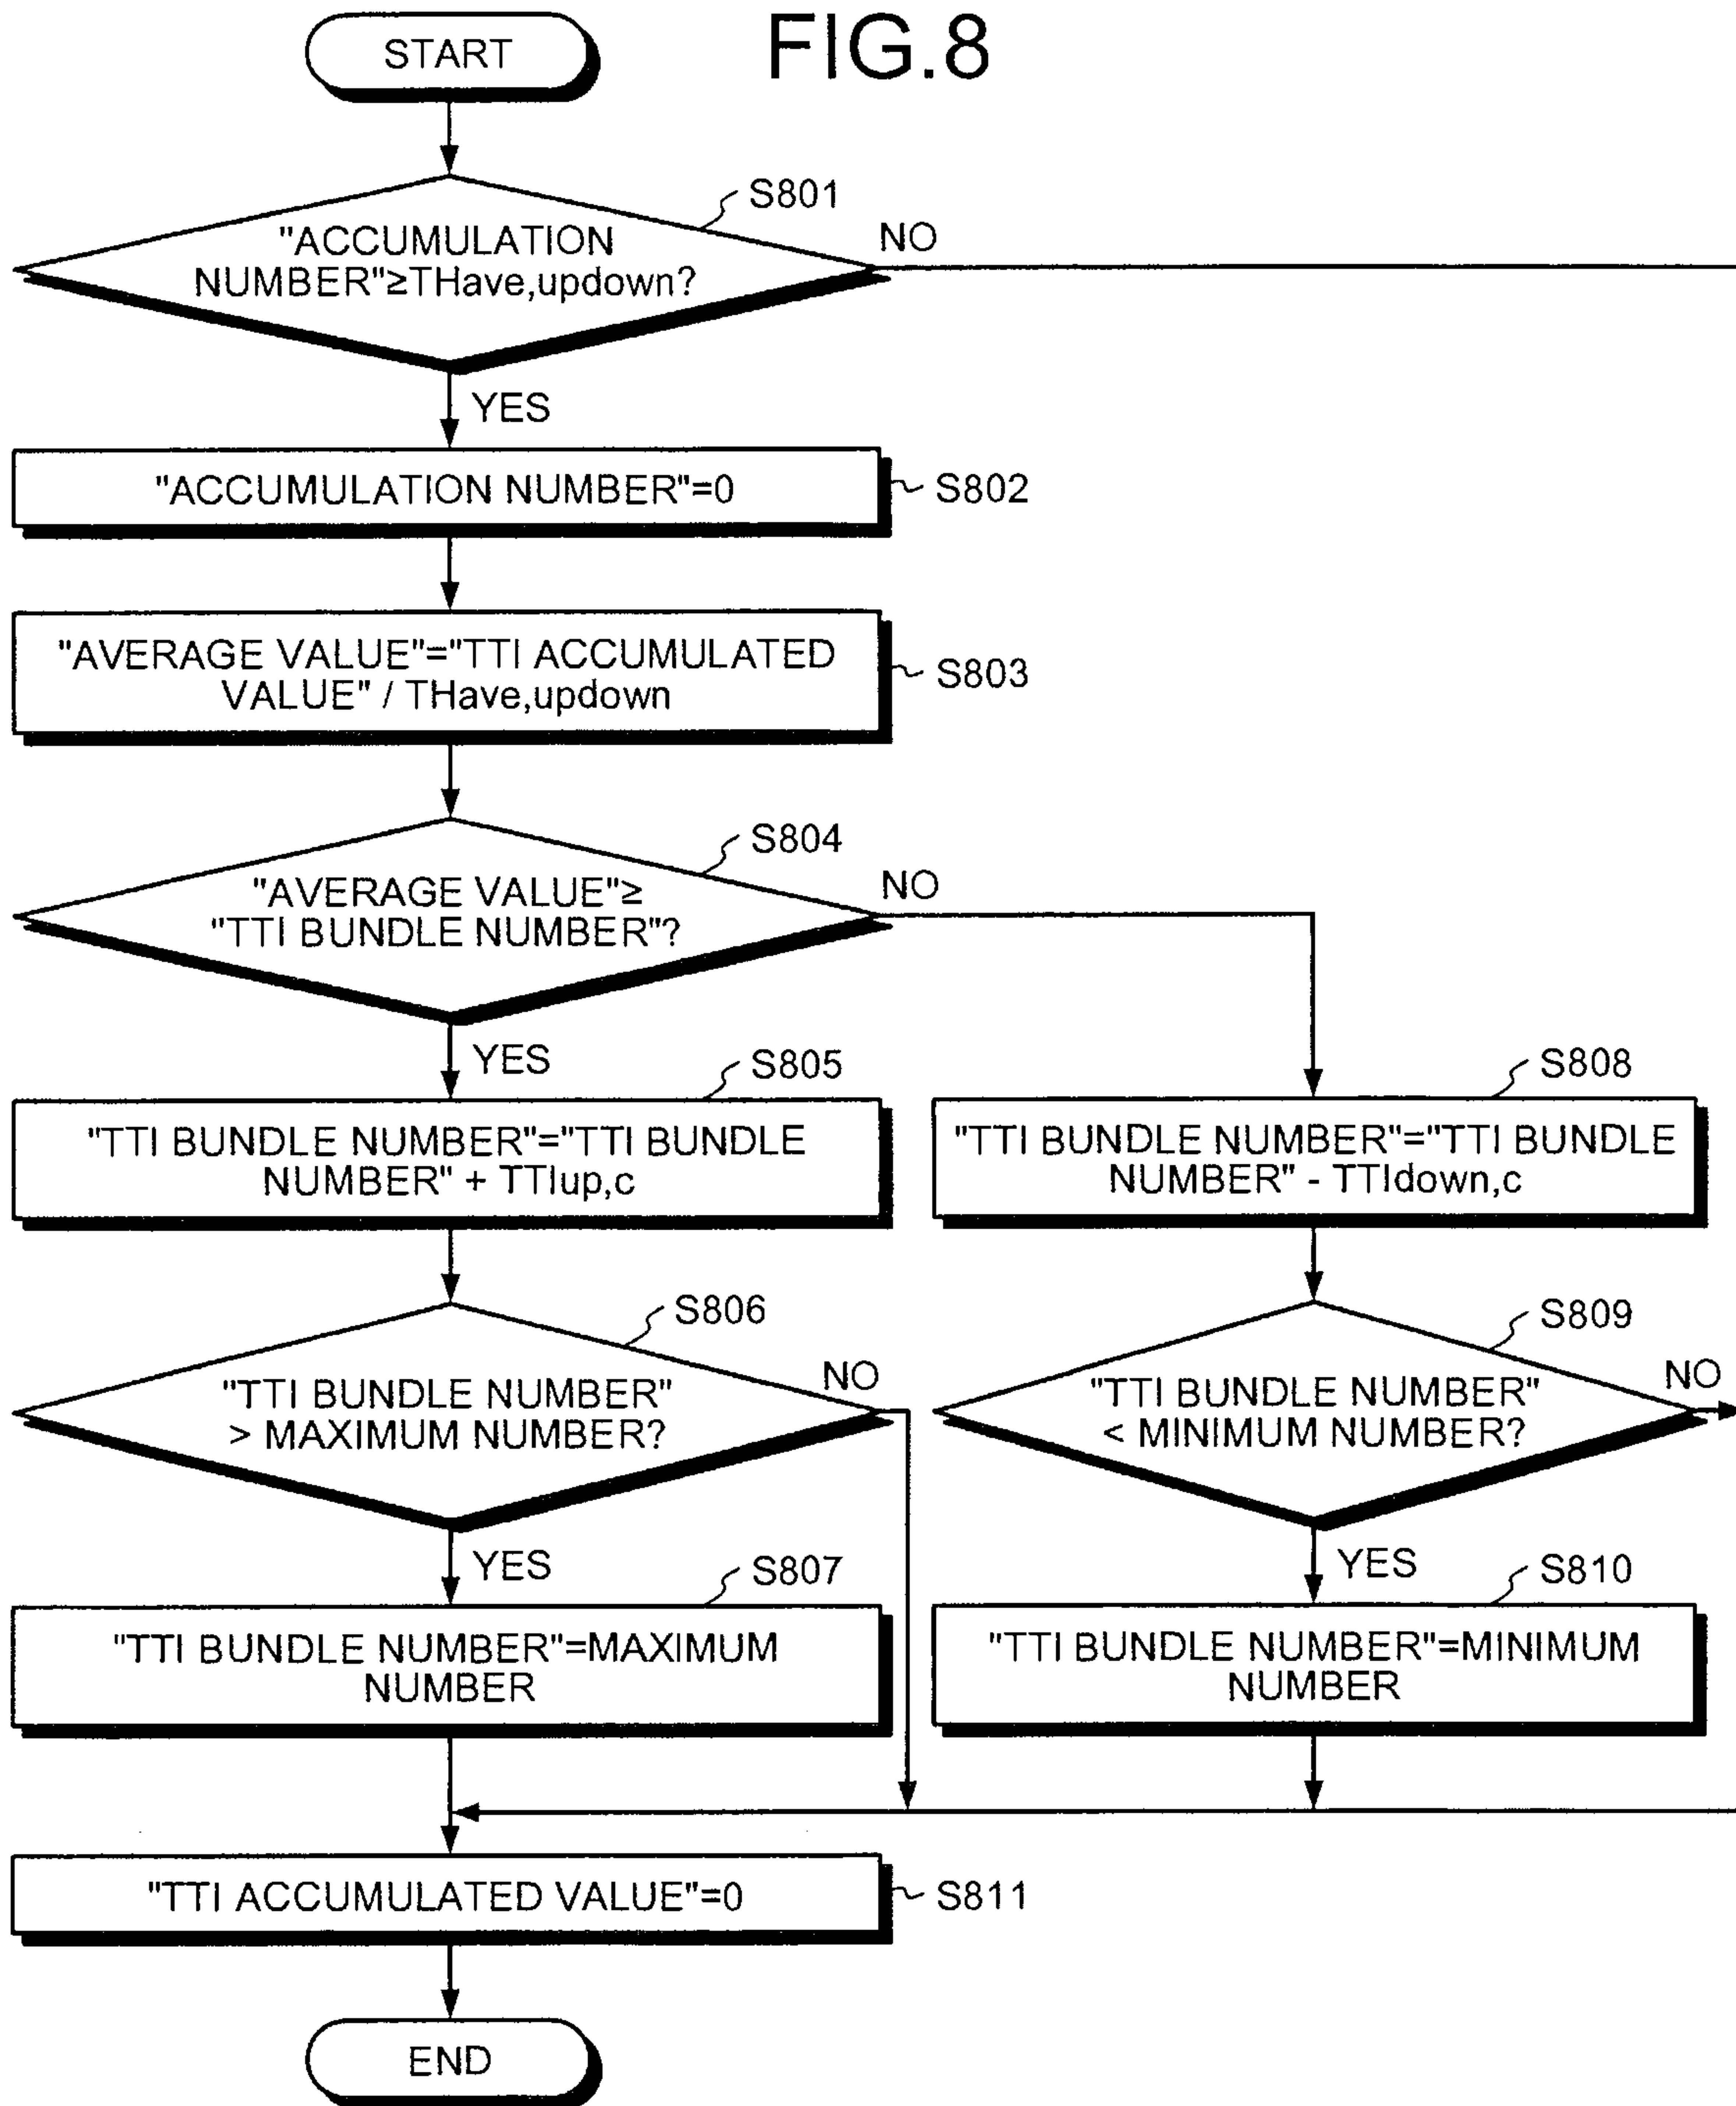 FIG.8
START
S801
"ACCUMULATION
NUMBER"≥THave,updown?
NO
YES
"ACCUMULATION NUMBER"=0
S802
"AVERAGE VALUE"="TTI ACCUMULATED
VALUE" / THave,updown
S803
S804
"AVERAGE VALUE"≥
"TTI BUNDLE NUMBER"?
NO
YES
S805
"TTI BUNDLE NUMBER"="TTI BUNDLE
NUMBER" + TTIup,c
S808
"TTI BUNDLE NUMBER"="TTI BUNDLE
NUMBER" - TTIdown,c
S806
"TTI BUNDLE NUMBER"
> MAXIMUM NUMBER?
NO
YES
S809
"TTI BUNDLE NUMBER"
< MINIMUM NUMBER?
NO
YES
S807
"TTI BUNDLE NUMBER"=MAXIMUM
NUMBER
S810
"TTI BUNDLE NUMBER"=MINIMUM
NUMBER
"TTI ACCUMULATED VALUE"=0
S811
END